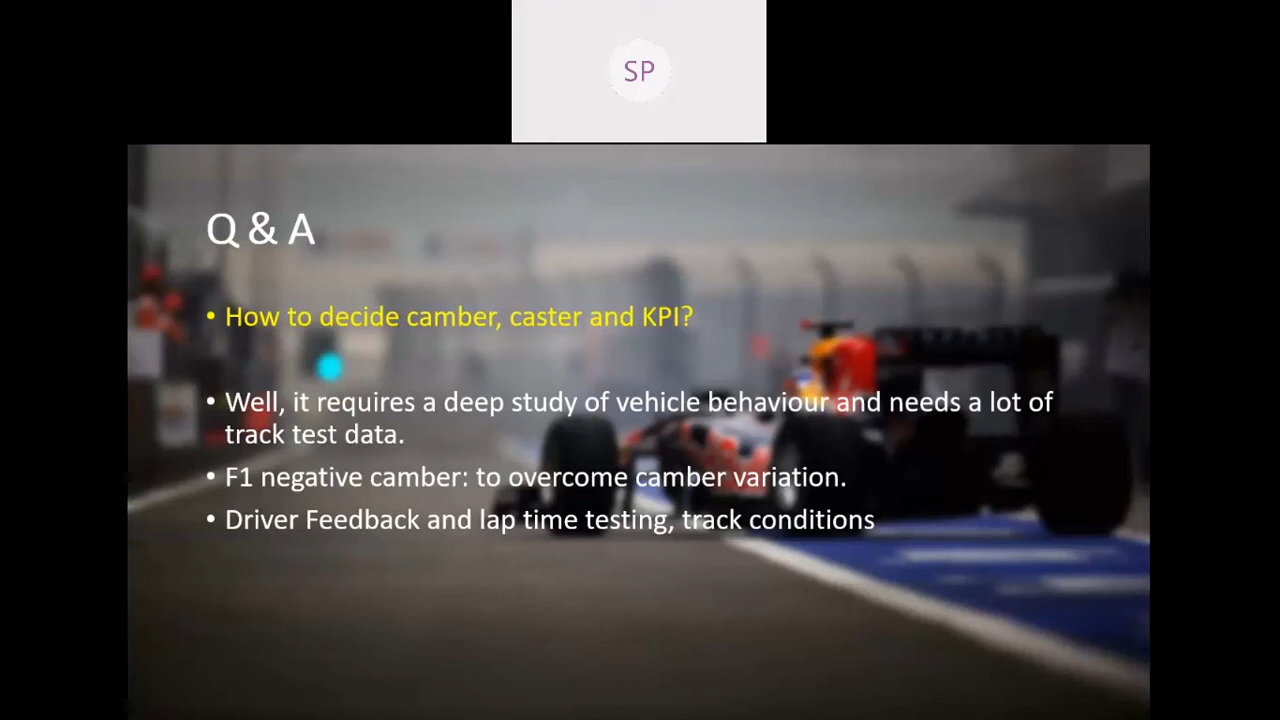 SP
Q & A
• How to decide camber, caster and KPI?
• Well, it requires a deep study of vehicle behaviour and needs a lot of
track test data.
• F1 negative camber: to overcome camber variation.
• Driver Feedback and lap time testing, track conditions